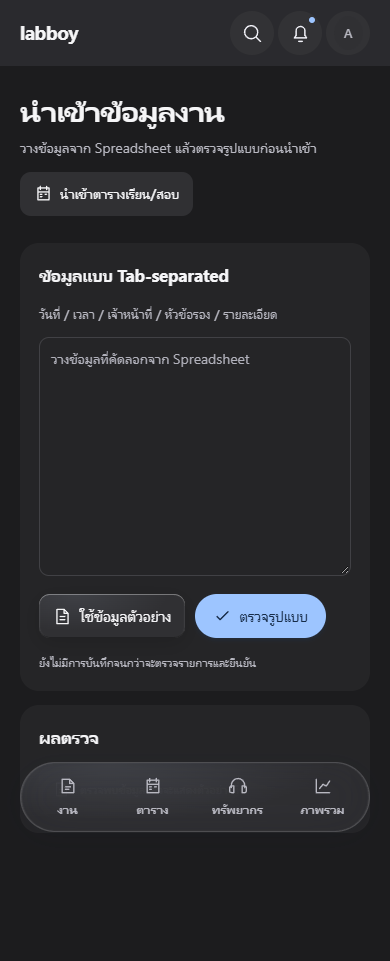 labboy
A
นำเข้าข้อมูลงาน
วางข้อมูลจาก Spreadsheet แล้วตรวจรูปแบบก่อนนำเข้า
นำเข้าตารางเรียน/สอบ
ข้อมูลแบบ Tab-separated
วันที่ / เวลา / เจ้าหน้าที่ / หัวข้อรอง / รายละเอียด
วางข้อมูลที่คัดลอกจาก Spreadsheet
ใช้ข้อมูลตัวอย่าง
ตรวจรูปแบบ
ยังไม่มีการบันทึกจนกว่าจะตรวจรายการและยืนยัน
ผลตรวจ
งาน ตาราง ทรัพยากร ภาพรวม